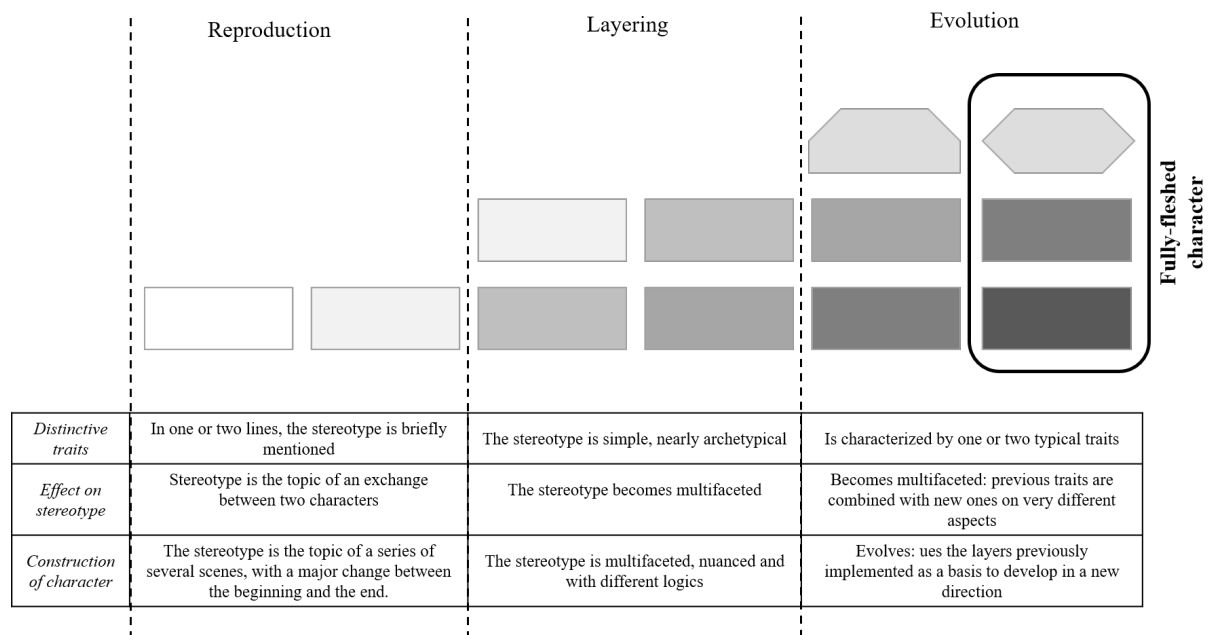 Reproduction
Layering
Evolution
Fully-fleshed
character
Distinctive
traits
In one or two lines, the stereotype is briefly
mentioned
The stereotype is simple, nearly archetypical
Is characterized by one or two typical traits
Effect on
stereotype
Stereotype is the topic of an exchange
between two characters
The stereotype becomes multifaceted
Becomes multifaceted: previous traits are
combined with new ones on very different
aspects
Construction
of character
The stereotype is the topic of a series of
several scenes, with a major change between
the beginning and the end.
The stereotype is multifaceted, nuanced and
with different logics
Evolves: ues the layers previously
implemented as a basis to develop in a new
direction